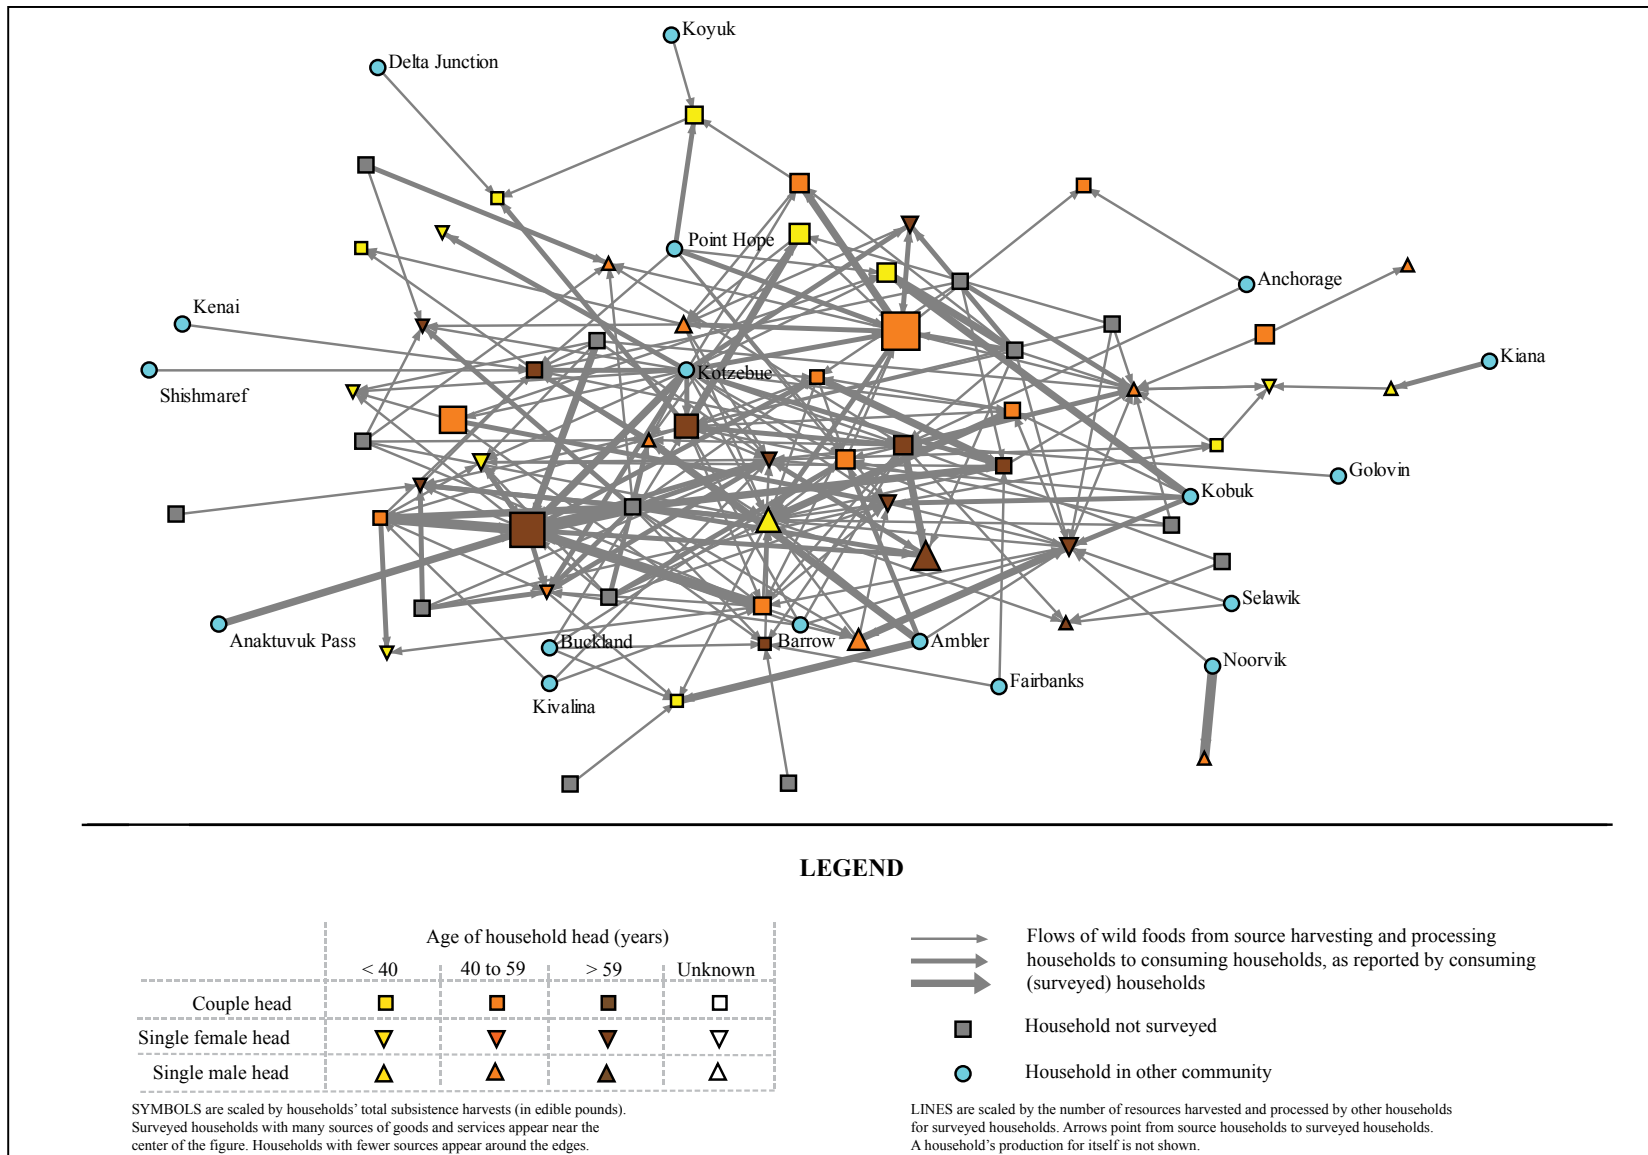 Koyuk
Delta Junction
Point Hope
Anchorage
Kenai
Kiana
Shishmaref
Kotzebue
Golovin
Kobuk
Selawik
Anaktuvuk Pass
Buckland
Barrow
Ambler
Noorvik
Fairbanks
Kivalina
LEGEND
Age of household head (years)
< 40
40 to 59
> 59
Unknown
Couple head
Single female head
Single male head
SYMBOLS are scaled by households' total subsistence harvests (in edible pounds).
Surveyed households with many sources of goods and services appear near the
center of the figure. Households with fewer sources appear around the edges.
Flows of wild foods from source harvesting and processing
households to consuming households, as reported by consuming
(surveyed) households
Household not surveyed
Household in other community
LINES are scaled by the number of resources harvested and processed by other households
for surveyed households. Arrows point from source households to surveyed households.
A household's production for itself is not shown.